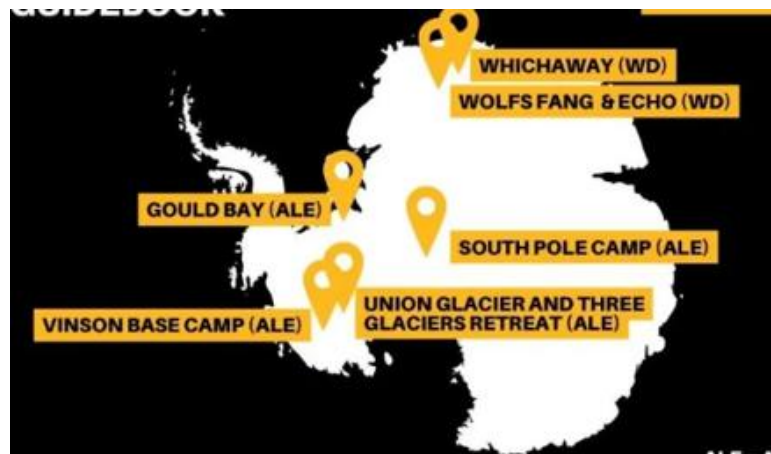 GUIDEBOOK
WHICHAWAY (WD)
WOLFS FANG & ECHO (WD)
GOULD BAY (ALE)
SOUTH POLE CAMP (ALE)
UNION GLACIER AND THREE
GLACIERS RETREAT (ALE)
VINSON BASE CAMP (ALE)